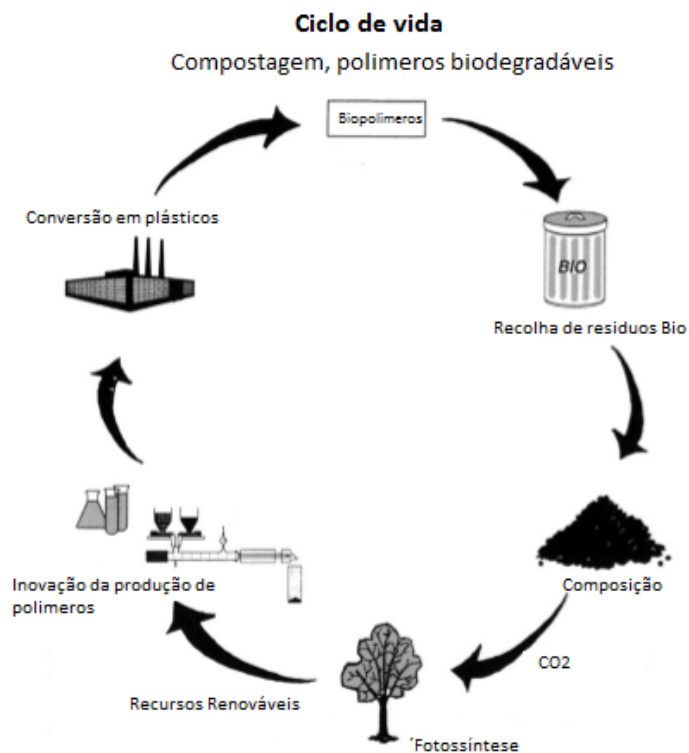 Ciclo de vida
Compostagem, polimeros biodegradáveis
Biopolimeros
Conversão em plásticos
BIO
Recolha de residuos Bio
Inovação da produção de
polimeros
Composição
CO2
Recursos Renováveis
´Fotossíntese